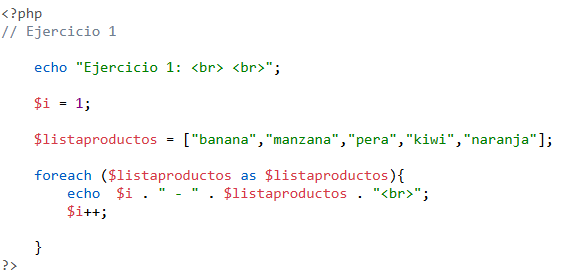 <?php
// Ejercicio 1
echo "Ejercicio 1: <br> <br>";
$i = 1;
$listaproductos = ["banana","manzana","pera","kiwi","naranja"];
foreach ($listaproductos as $listaproductos){
echo  $i . " - " . $listaproductos . "<br>";
$i++;
}
?>